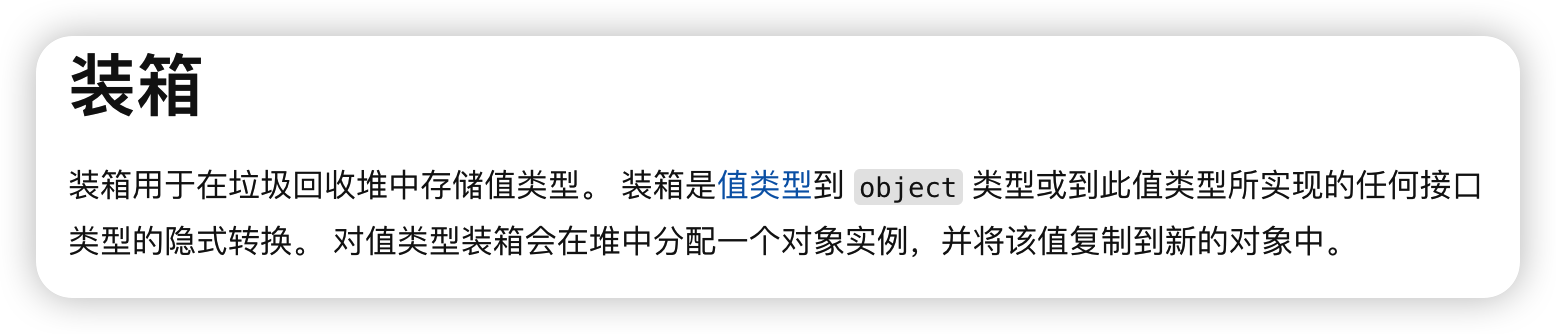 装箱
装箱用于在垃圾回收堆中存储值类型。 装箱是值类型到 object 类型或到此值类型所实现的任何接口
类型的隐式转换。 对值类型装箱会在堆中分配一个对象实例，并将该值复制到新的对象中。